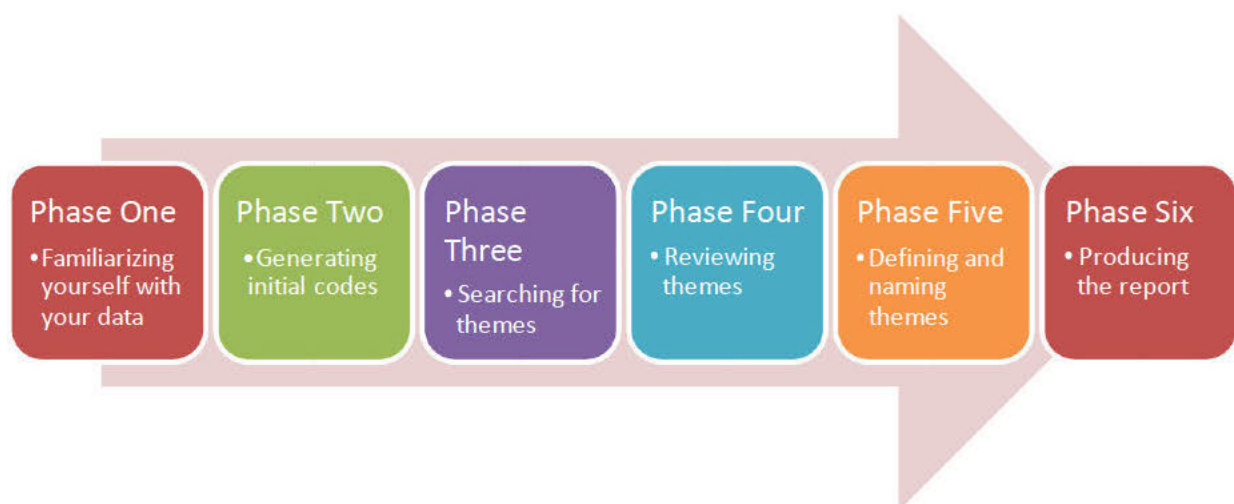 Phase One
• Familiarizing
yourself with
your data
Phase Two
• Generating
initial codes
Phase
Three
• Searching for
themes
Phase Four
• Reviewing
themes
Phase Five
• Defining and
naming
themes
Phase Six
• Producing
the report